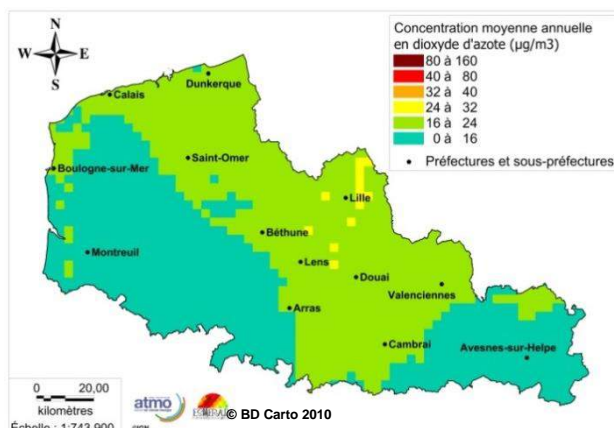 N
W E
S
Concentration moyenne annuelle
en dioxyde d'azote (µg/m3)
80 à 160
40 à 80
32 à 40
24 à 32
16 à 24
0 à 16
Préfectures et sous-préfectures
Dunkerque
Calais
Saint-Omer
Boulogne-sur-Mer
Lille
Béthune
Montreuil
Lens
Douai
Valenciennes
Arras
Cambrai
Avesnes-sur-Helpe
0 20,00
kilomètres
Échelle : 1:743 900
atmo
© BD Carto 2010